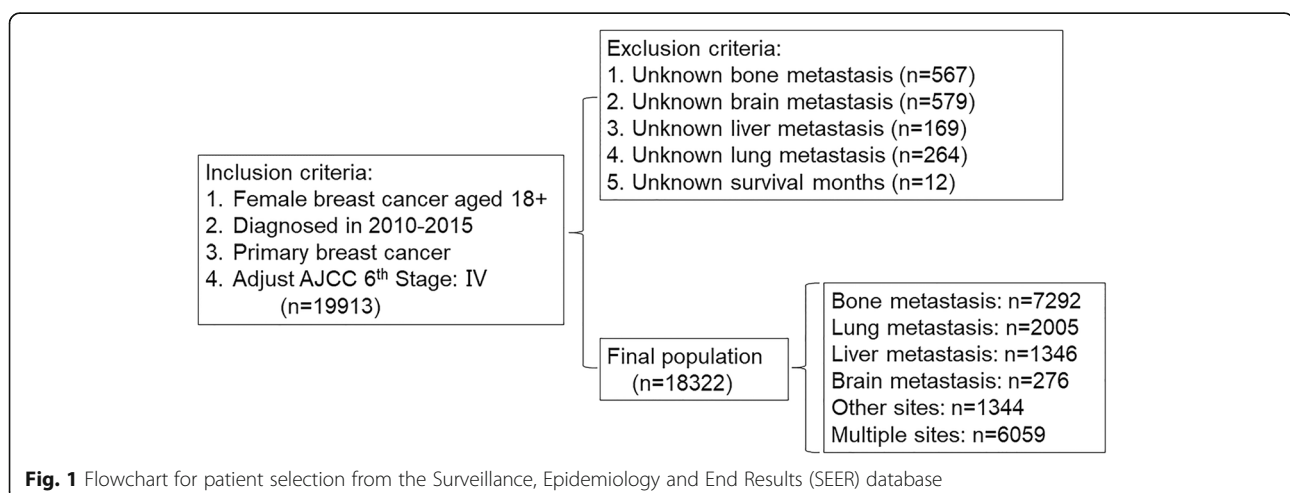 Inclusion criteria:
1. Female breast cancer aged 18+
2. Diagnosed in 2010-2015
3. Primary breast cancer
4. Adjust AJCC 6th Stage: IV
(n=19913)
Exclusion criteria:
1. Unknown bone metastasis (n=567)
2. Unknown brain metastasis (n=579)
3. Unknown liver metastasis (n=169)
4. Unknown lung metastasis (n=264)
5. Unknown survival months (n=12)
Final population
(n=18322)
Bone metastasis: n=7292
Lung metastasis: n=2005
Liver metastasis: n=1346
Brain metastasis: n=276
Other sites: n=1344
Multiple sites: n=6059
Fig. 1 Flowchart for patient selection from the Surveillance, Epidemiology and End Results (SEER) database